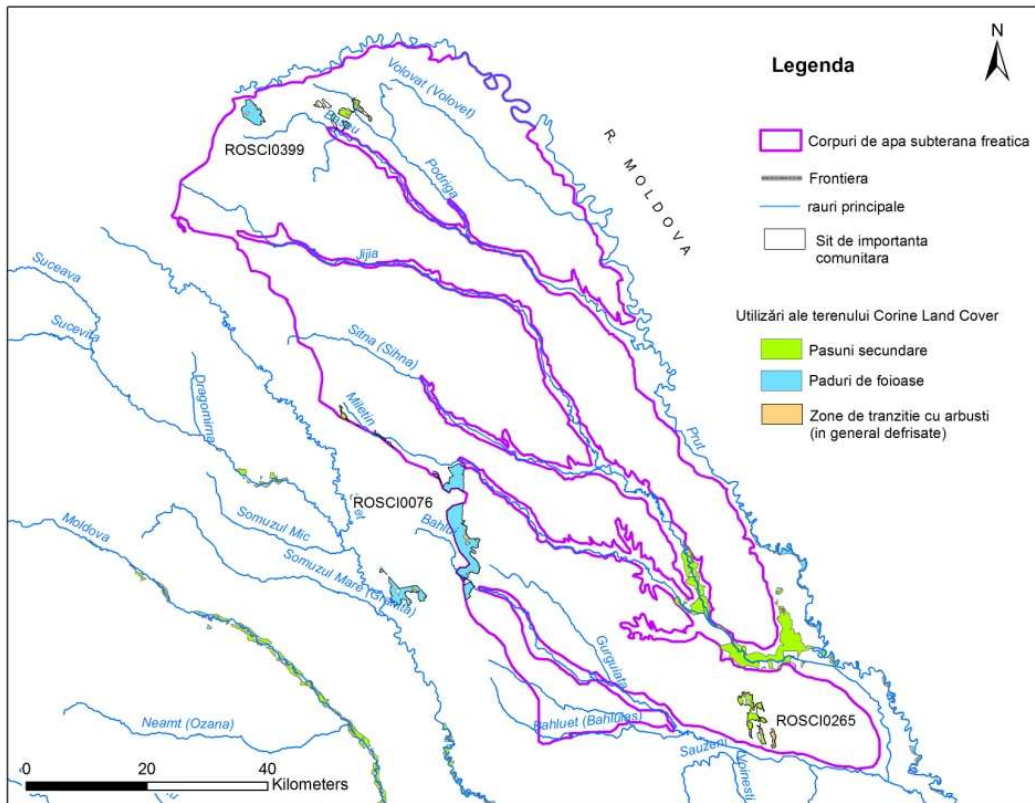 N
Legenda
Corpuri de apa subterana freatica
Frontiera
rauri principale
Sit de importanta
comunitara
Utilizări ale terenului Corine Land Cover
Pasuni secundare
Paduri de foioase
Zone de tranzitie cu arbusti
(in general defrisate)
Volovat (Volovet)
R. MOLDOVA
ROSCI0399
Podriga
Jijia
Suceava
Sucevita
Dragomirna
Sitna (Sihna)
Miletin
Prut
ROSCI0076
Moldova
Somuzul Mic
Somuzul Mare (Gravita)
Gurguiata
Bahluet (Bahluias)
Neamt (Ozana)
Sauzeni
Voinesti
ROSCI0265
0 20 40
Kilometers